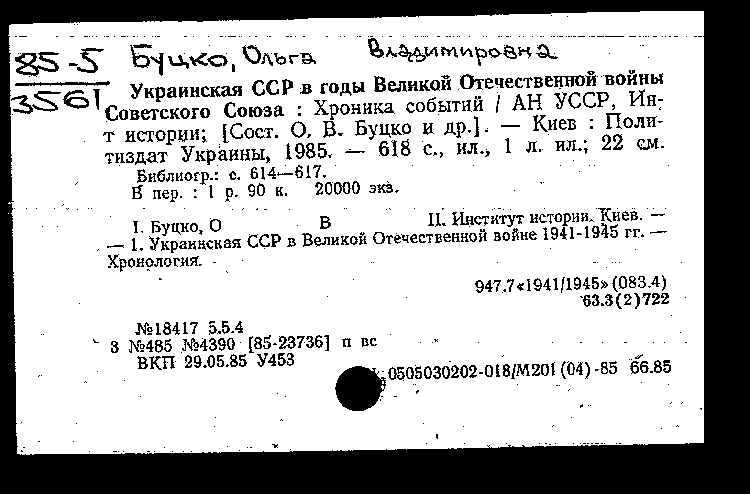 85-5
3561
Буцко, Ольга Владимировна
Украинская ССР в годы Великой Отечественной войны
Советского Союза : Хроника событий / АН УССР, Ин-
т истории; [Сост. О. В. Буцко и др.]. — Киев : Поли-
тиздат Украины, 1985. — 618 с., ил., 1 л. ил.; 22 см.
Библиогр.: с. 614—617.
В пер. : 1 р. 90 к. 20000 экз.
I. Буцко, О В II. Институт истории. Киев. —
— 1. Украинская ССР в Великой Отечественной войне 1941-1945 гг. —
Хронология.
947.7«1941/1945» (083.4)
63.3(2)722
№18417 5.5.4
3 №485 №4390 [85-23736] п вс
ВКП 29.05.85 У453
0505030202-018/М201 (04) -85 66.85